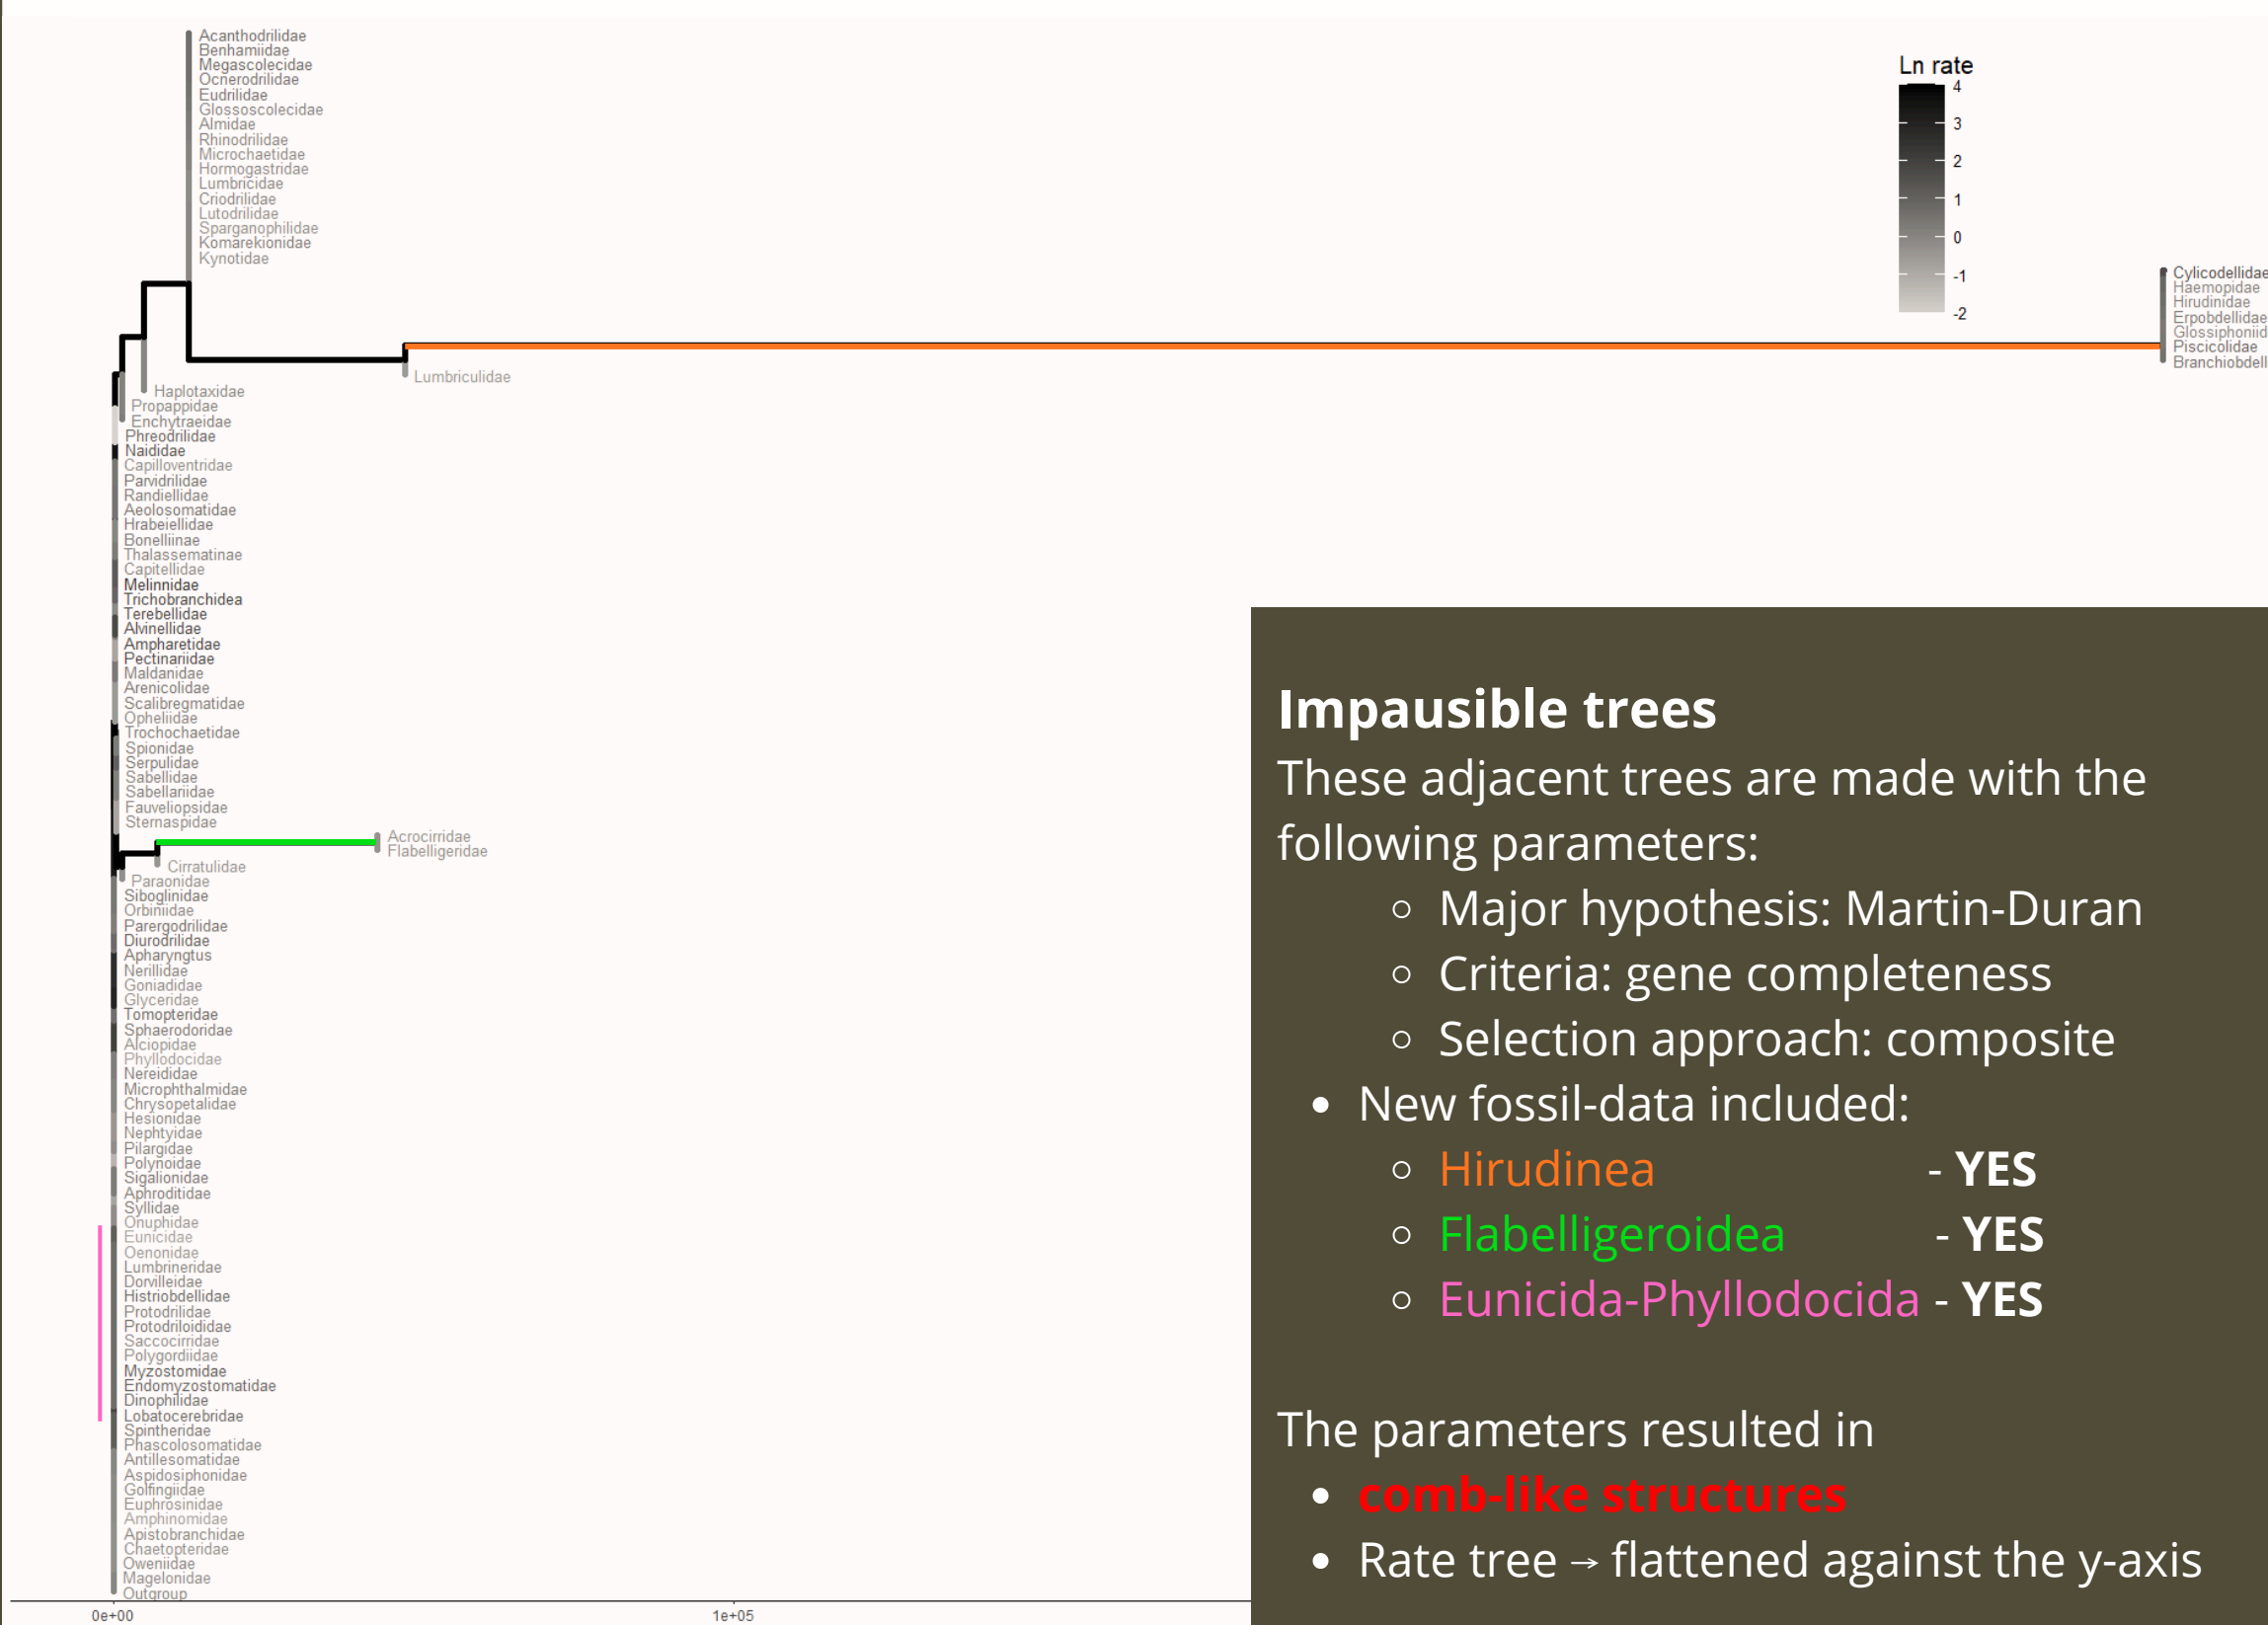 Acanthodrilidae
Benhamiidae
Megascolecidae
Ocnerodrilidae
Eudrilidae
Glossoscolecidae
Almidae
Rhinodrilidae
Microchaetidae
Hormogastridae
Lumbricidae
Criodrilidae
Lutodrilidae
Sparganophilidae
Komarekionidae
Kynotidae
Ln rate
4
3
2
1
0
-1
-2
Cylicodellidae
Haemopidae
Hirudinidae
Erpobdellidae
Glossiphoniid
Piscicolidae
Branchiobdell
Lumbriculidae
Haplotaxidae
Propappidae
Enchytraeidae
Phreodrilidae
Naididae
Capilloventridae
Parvidrilidae
Randiellidae
Aeolosomatidae
Hrabeiellidae
Bonelliinae
Thalassematinae
Capitellidae
Melinnidae
Trichobranchidea
Terebellidae
Alvinellidae
Ampharetidae
Pectinariidae
Maldanidae
Arenicolidae
Scalibregmatidae
Opheliidae
Trochochaetidae
Spionidae
Serpulidae
Sabellidae
Sabellariidae
Fauveliopsidae
Sternaspidae
Acrocirridae
Flabelligeridae
Cirratulidae
Paraonidae
Siboglinidae
Orbiniidae
Parergodrilidae
Diurodrilidae
Apharyngtus
Nerillidae
Goniadidae
Glyceridae
Tomopteridae
Sphaerodoridae
Alciopidae
Phyllodocidae
Nereididae
Microphthalmidae
Chrysopetalidae
Hesionidae
Nephtyidae
Pilargidae
Polynoidae
Sigalionidae
Aphroditidae
Syllidae
Onuphidae
Eunicidae
Oenonidae
Lumbrineridae
Dorvilleidae
Histriobdellidae
Protodrilidae
Protodriloididae
Saccocirridae
Polygordiidae
Myzostomidae
Endomyzostomatidae
Dinophilidae
Lobatocerebridae
Spintheridae
Phascolosomatidae
Antillesomatidae
Aspidosiphonidae
Golfingiidae
Euphrosinidae
Amphinomidae
Apistobranchidae
Chaetopteridae
Oweniidae
Magelonidae
Outgroup
0e+00
1e+05
Impausible trees
These adjacent trees are made with the
following parameters:
○ Major hypothesis: Martin-Duran
○ Criteria: gene completeness
○ Selection approach: composite
• New fossil-data included:
○ Hirudinea - YES
○ Flabelligeroidea - YES
○ Eunicida-Phyllodocida - YES
The parameters resulted in
• comb-like structures
• Rate tree → flattened against the y-axis